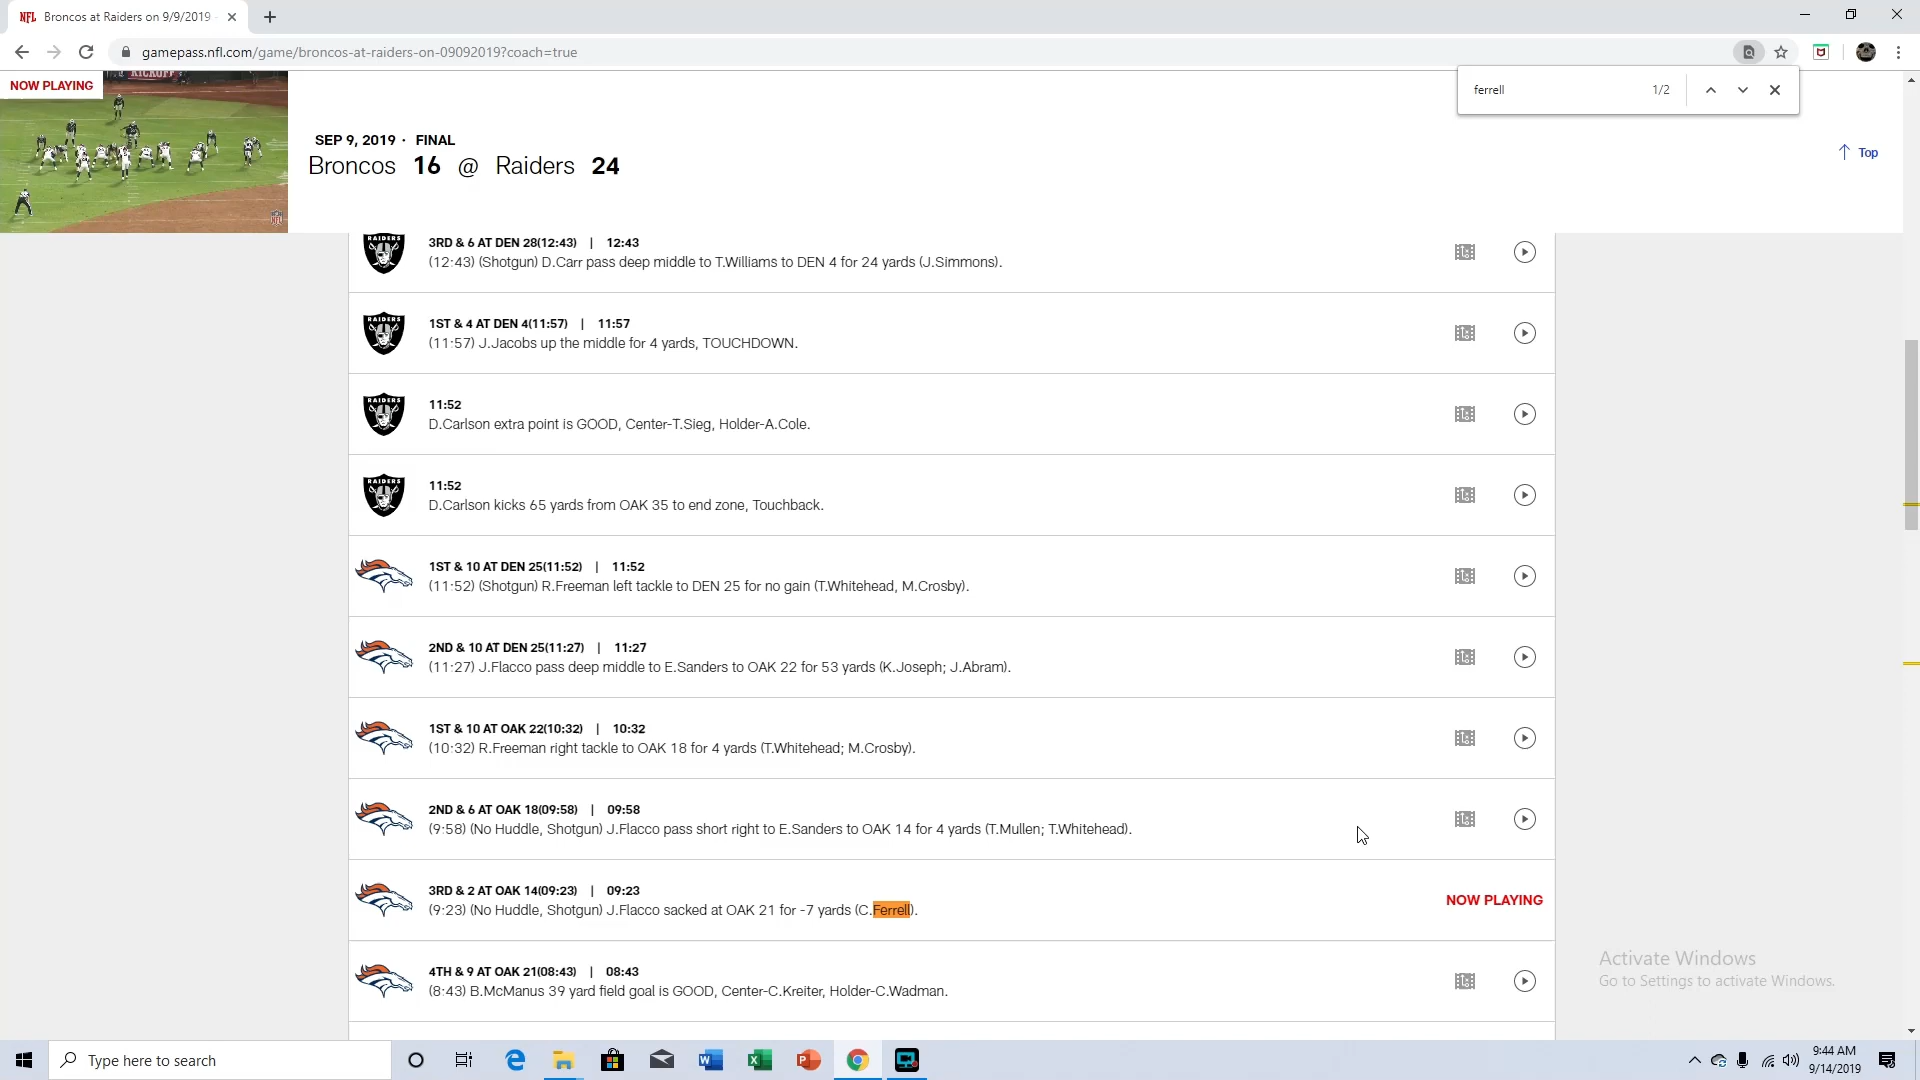 Broncos at Raiders on 9/9/2019
gamepass.nfl.com/game/broncos-at-raiders-on-09092019?coach=true
NOW PLAYING
KICKOFF
ferrell 1/2
SEP 9, 2019 · FINAL
Broncos 16 @ Raiders 24
Top
3RD & 6 AT DEN 28(12:43) | 12:43
(12:43) (Shotgun) D.Carr pass deep middle to T.Williams to DEN 4 for 24 yards (J.Simmons).
1ST & 4 AT DEN 4(11:57) | 11:57
(11:57) J.Jacobs up the middle for 4 yards, TOUCHDOWN.
11:52
D.Carlson extra point is GOOD, Center-T.Sieg, Holder-A.Cole.
11:52
D.Carlson kicks 65 yards from OAK 35 to end zone, Touchback.
1ST & 10 AT DEN 25(11:52) | 11:52
(11:52) (Shotgun) R.Freeman left tackle to DEN 25 for no gain (T.Whitehead, M.Crosby).
2ND & 10 AT DEN 25(11:27) | 11:27
(11:27) J.Flacco pass deep middle to E.Sanders to OAK 22 for 53 yards (K.Joseph; J.Abram).
1ST & 10 AT OAK 22(10:32) | 10:32
(10:32) R.Freeman right tackle to OAK 18 for 4 yards (T.Whitehead; M.Crosby).
2ND & 6 AT OAK 18(09:58) | 09:58
(9:58) (No Huddle, Shotgun) J.Flacco pass short right to E.Sanders to OAK 14 for 4 yards (T.Mullen; T.Whitehead).
3RD & 2 AT OAK 14(09:23) | 09:23
(9:23) (No Huddle, Shotgun) J.Flacco sacked at OAK 21 for -7 yards (C.Ferrell).
NOW PLAYING
4TH & 9 AT OAK 21(08:43) | 08:43
(8:43) B.McManus 39 yard field goal is GOOD, Center-C.Kreiter, Holder-C.Wadman.
Activate Windows
Go to Settings to activate Windows.
Type here to search
9:44 AM
9/14/2019